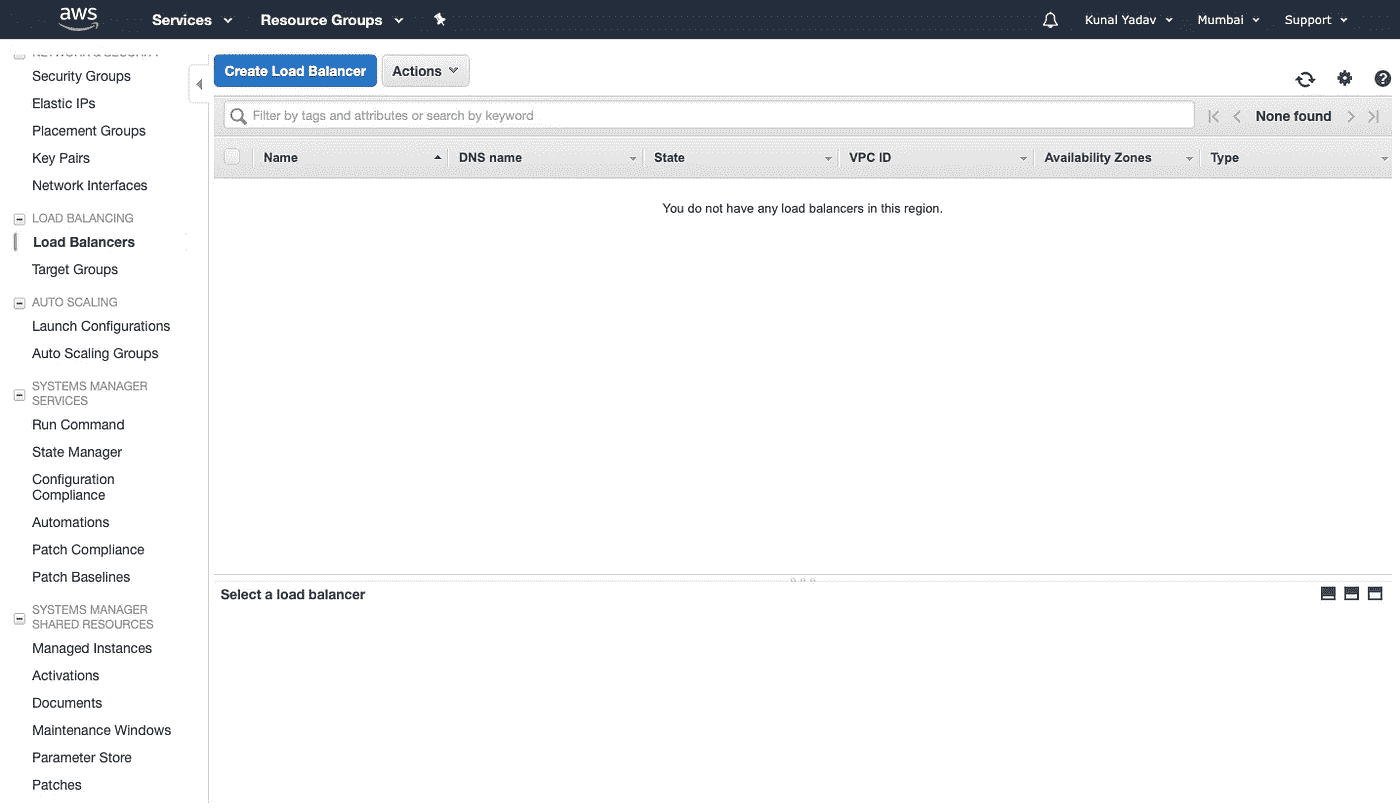 aws Services Resource Groups Kunal Yadav Mumbai Support
NETWORK & SECURITY
Security Groups
Elastic IPs
Placement Groups
Key Pairs
Network Interfaces
LOAD BALANCING
Load Balancers
Target Groups
AUTO SCALING
Launch Configurations
Auto Scaling Groups
SYSTEMS MANAGER
SERVICES
Run Command
State Manager
Configuration
Compliance
Automations
Patch Compliance
Patch Baselines
SYSTEMS MANAGER
SHARED RESOURCES
Managed Instances
Activations
Documents
Maintenance Windows
Parameter Store
Patches
Create Load Balancer Actions
Filter by tags and attributes or search by keyword None found
Name DNS name State VPC ID Availability Zones Type
You do not have any load balancers in this region.
Select a load balancer